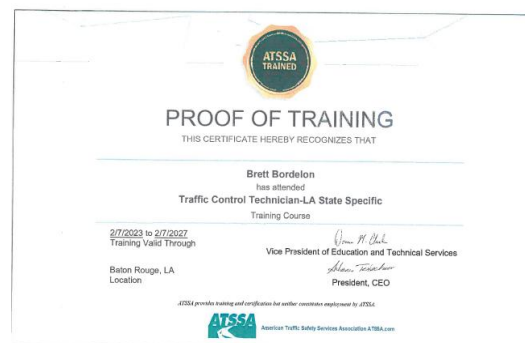 ATSSA
TRAINED
PROOF OF TRAINING
THIS CERTIFICATE HEREBY RECOGNIZES THAT
Brett Bordelon
has attended
Traffic Control Technician-LA State Specific
Training Course
2/7/2023 to 2/7/2027
Training Valid Through
Vice President of Education and Technical Services
Baton Rouge, LA
Location
President, CEO
ATSSA provides training and certification but neither constitutes employment by ATSSA.
ATSSA American Traffic Safety Services Association ATSSA.com